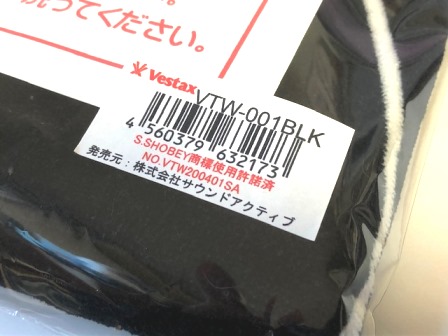 ってください。
Vestax
VTW-001BLK
4 560379 632173
S.SHOBEY商標使用許諾済
NO.VTW200401SA
発売元：株式会社サウンドアクティブ